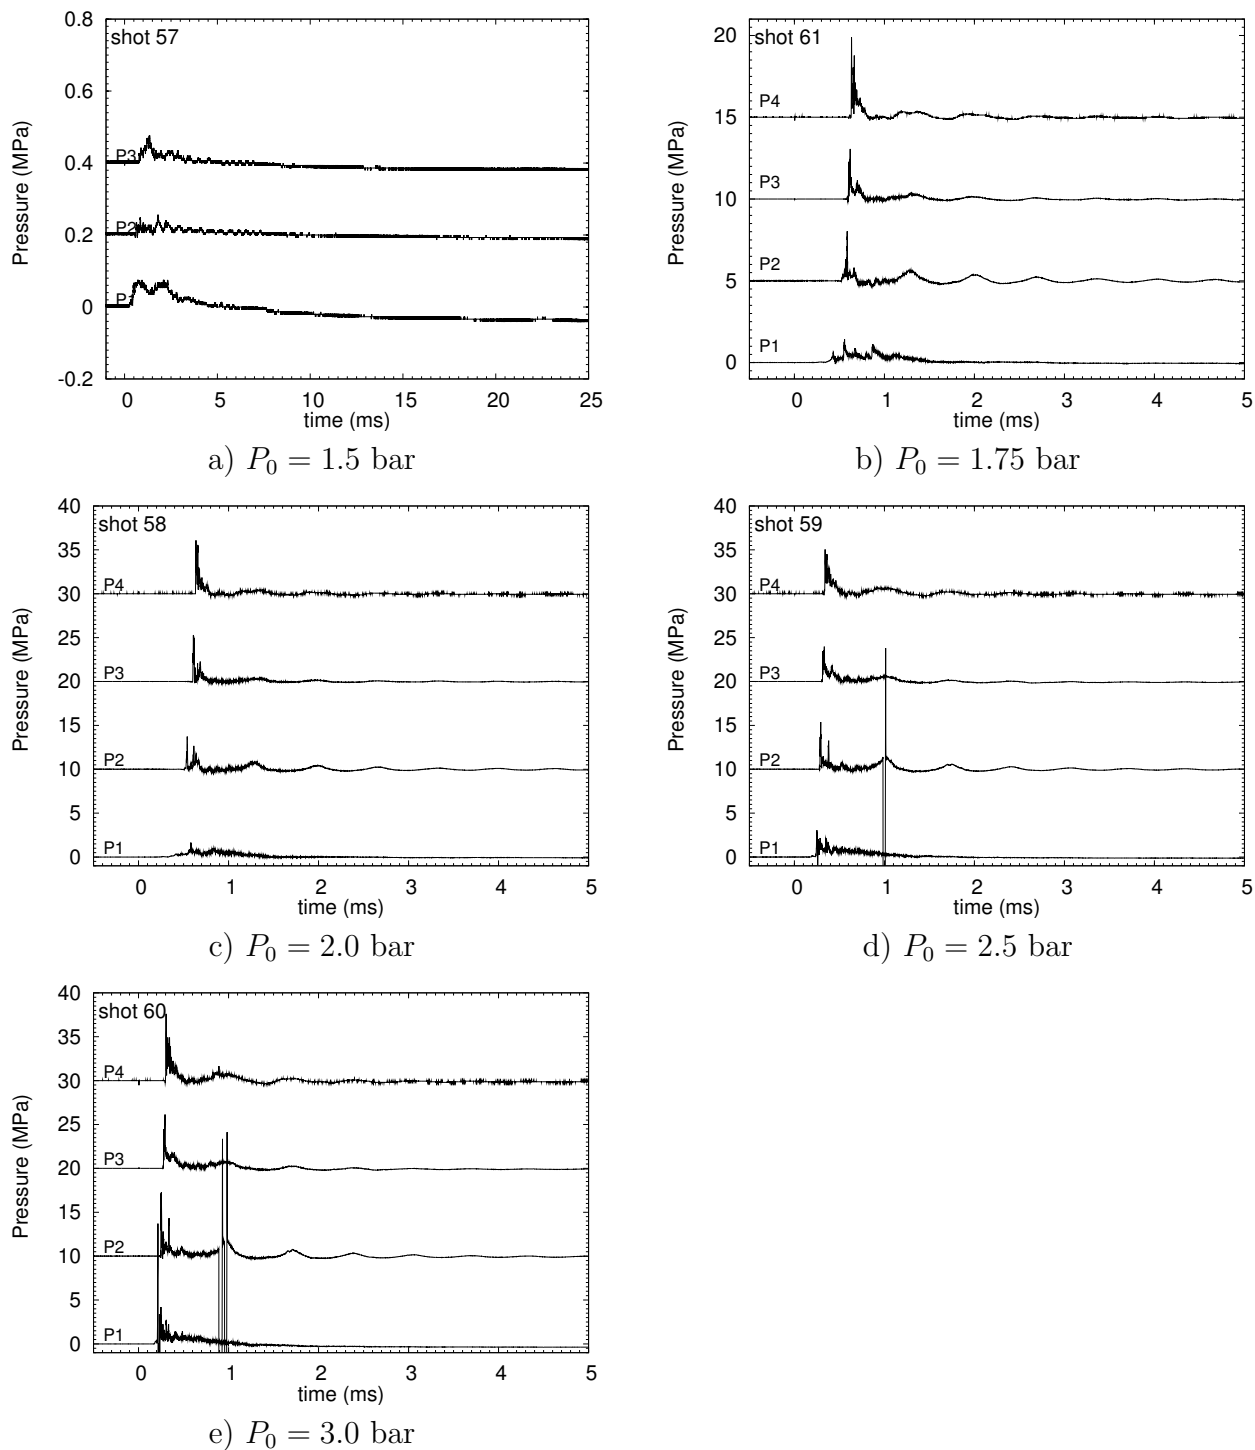 shot 57
Pressure (MPa)
0.8
0.6
0.4
0.2
0
-0.2
P3
P2
P1
0 5 10 15 20 25
time (ms)
a) P₀ = 1.5 bar
shot 61
Pressure (MPa)
20
15
10
5
0
P4
P3
P2
P1
0 1 2 3 4 5
time (ms)
b) P₀ = 1.75 bar
shot 58
Pressure (MPa)
40
35
30
25
20
15
10
5
0
P4
P3
P2
P1
0 1 2 3 4 5
time (ms)
c) P₀ = 2.0 bar
shot 59
Pressure (MPa)
40
35
30
25
20
15
10
5
0
P4
P3
P2
P1
0 1 2 3 4 5
time (ms)
d) P₀ = 2.5 bar
shot 60
Pressure (MPa)
40
35
30
25
20
15
10
5
0
P4
P3
P2
P1
0 1 2 3 4 5
time (ms)
e) P₀ = 3.0 bar